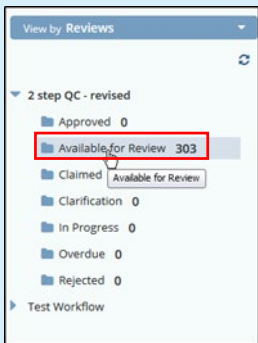 View by Reviews
2 step QC - revised
Approved 0
Available for Review 303
Claimed
Available for Review
Clarification 0
In Progress 0
Overdue 0
Rejected 0
Test Workflow